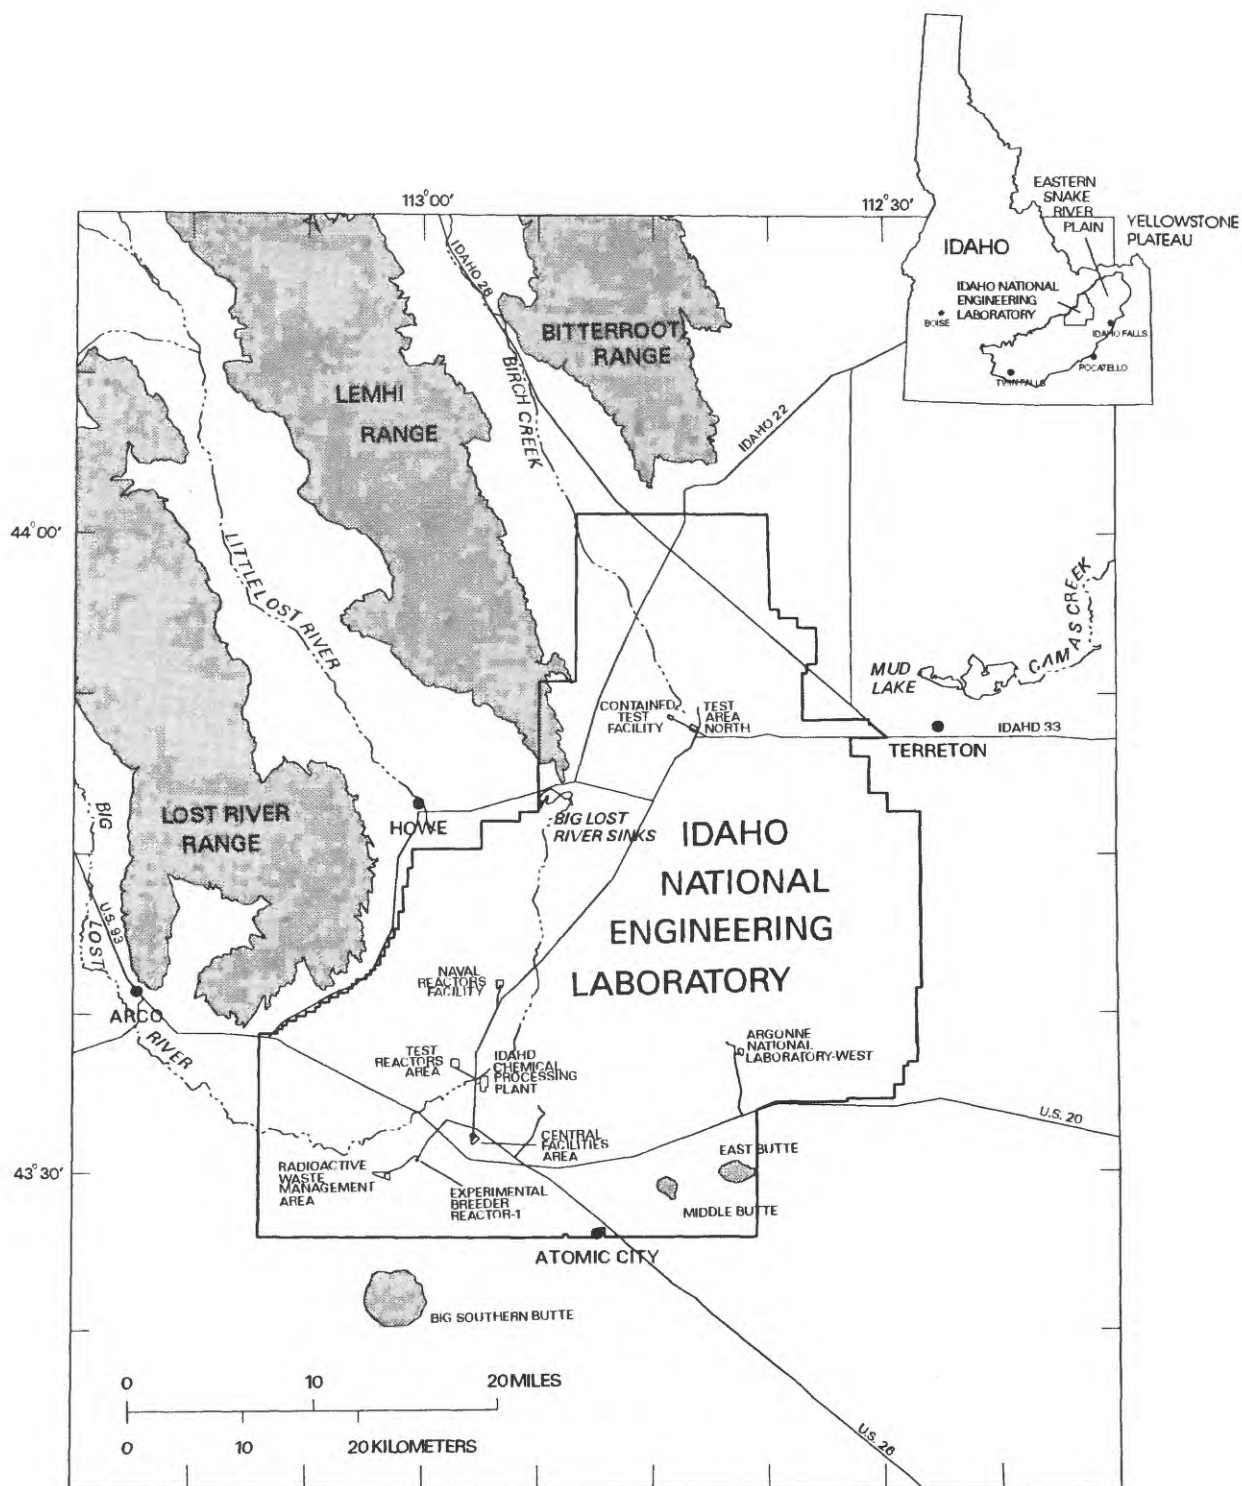 113°00'
112°30'
44°00'
43°30'
EASTERN
SNAKE
RIVER
PLAIN
YELLOWSTONE
PLATEAU
IDAHO
IDAHO NATIONAL
ENGINEERING
LABORATORY
BOISE
IDAHO FALLS
POCATELLO
TWIN FALLS
IDAHO 28
BITTERROOT
RANGE
LEMHI
RANGE
BIRCH CREEK
IDAHO 22
LITTLE LOST RIVER
CAMAS CREEK
MUD
LAKE
CONTAINED
TEST
FACILITY
TEST
AREA
NORTH
IDAHO 33
TERRETON
BIG
LOST
RIVER
U.S. 93
LOST RIVER
RANGE
HOWE
BIG LOST
RIVER SINKS
IDAHO
NATIONAL
ENGINEERING
LABORATORY
NAVAL
REACTORS
FACILITY
ARCO
TEST
REACTORS
AREA
IDAHO
CHEMICAL
PROCESSING
PLANT
ARGONNE
NATIONAL
LABORATORY-WEST
U.S. 20
CENTRAL
FACILITIES
AREA
EAST BUTTE
RADIOACTIVE
WASTE
MANAGEMENT
AREA
EXPERIMENTAL
BREEDER
REACTOR-1
MIDDLE BUTTE
ATOMIC CITY
BIG SOUTHERN BUTTE
U.S. 26
0 10 20 MILES
0 10 20 KILOMETERS